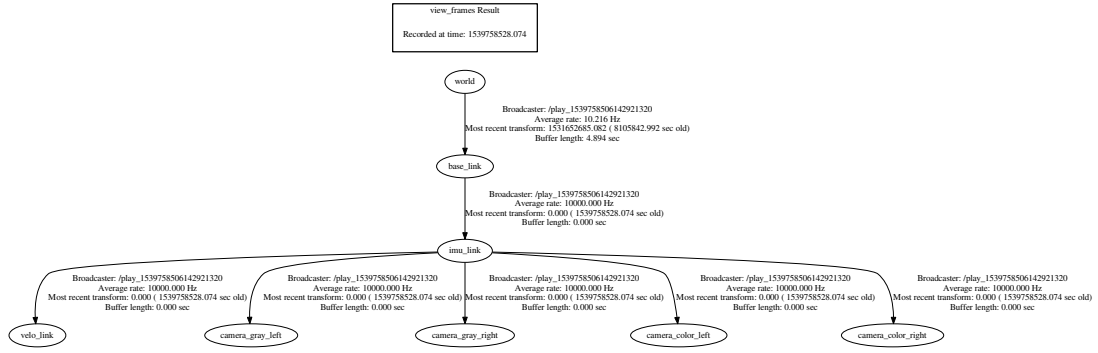 view_frames Result
Recorded at time: 1539758528.074
world
Broadcaster: /play_1539758506142921320
Average rate: 10.216 Hz
Most recent transform: 1531652685.082 ( 8105842.992 sec old)
Buffer length: 4.894 sec
base_link
Broadcaster: /play_1539758506142921320
Average rate: 10000.000 Hz
Most recent transform: 0.000 ( 1539758528.074 sec old)
Buffer length: 0.000 sec
imu_link
Broadcaster: /play_1539758506142921320
Average rate: 10000.000 Hz
Most recent transform: 0.000 ( 1539758528.074 sec old)
Buffer length: 0.000 sec
Broadcaster: /play_1539758506142921320
Average rate: 10000.000 Hz
Most recent transform: 0.000 ( 1539758528.074 sec old)
Buffer length: 0.000 sec
Broadcaster: /play_1539758506142921320
Average rate: 10000.000 Hz
Most recent transform: 0.000 ( 1539758528.074 sec old)
Buffer length: 0.000 sec
Broadcaster: /play_1539758506142921320
Average rate: 10000.000 Hz
Most recent transform: 0.000 ( 1539758528.074 sec old)
Buffer length: 0.000 sec
Broadcaster: /play_1539758506142921320
Average rate: 10000.000 Hz
Most recent transform: 0.000 ( 1539758528.074 sec old)
Buffer length: 0.000 sec
velo_link
camera_gray_left
camera_gray_right
camera_color_left
camera_color_right